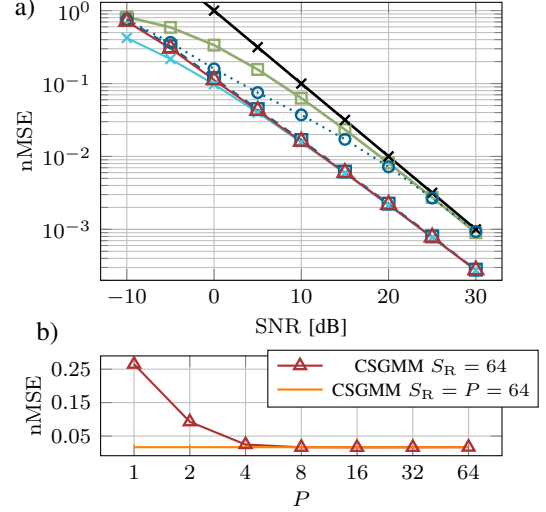 a)
10^0
10^−1
10^−2
10^−3
nMSE
−10 0 10 20 30
SNR [dB]
b)
0.25
0.15
0.05
nMSE
CSGMM S_R = 64
CSGMM S_R = P = 64
1 2 4 8 16 32 64
P